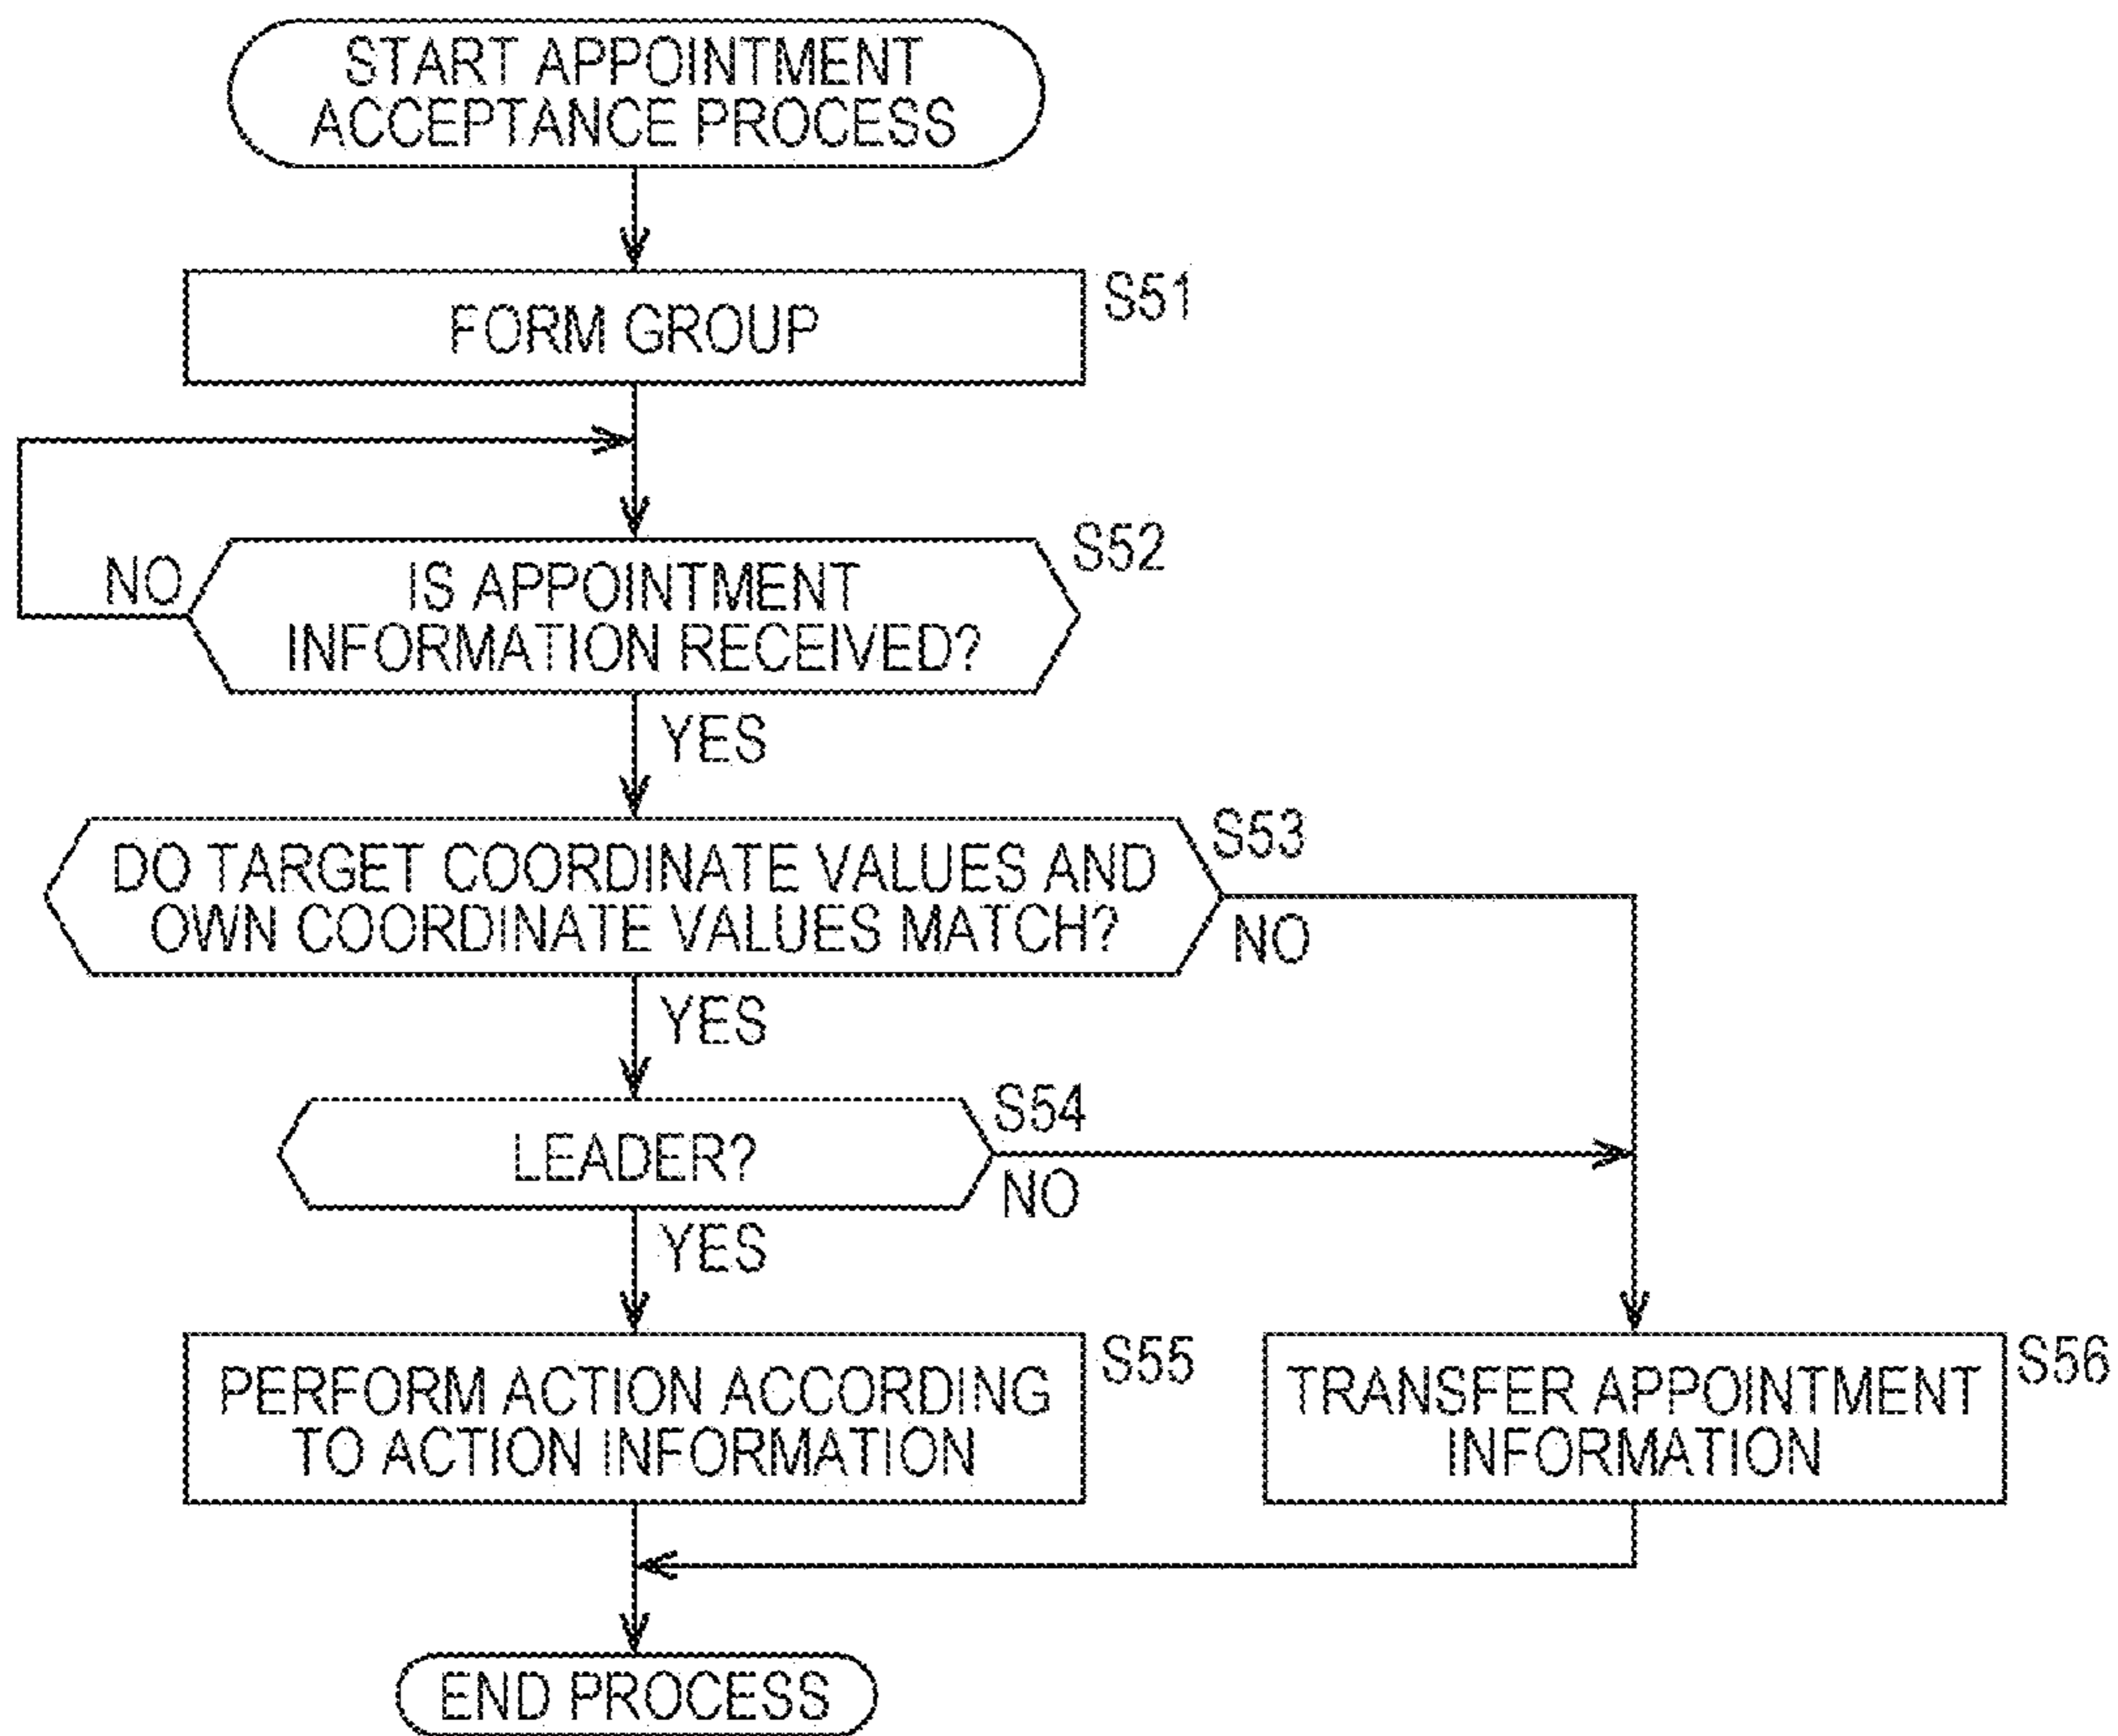 START APPOINTMENT
ACCEPTANCE PROCESS
FORM GROUP
S51
NO
IS APPOINTMENT
INFORMATION RECEIVED?
S52
YES
DO TARGET COORDINATE VALUES AND
OWN COORDINATE VALUES MATCH?
S53
NO
YES
LEADER?
S54
NO
YES
PERFORM ACTION ACCORDING
TO ACTION INFORMATION
S55
TRANSFER APPOINTMENT
INFORMATION
S56
END PROCESS